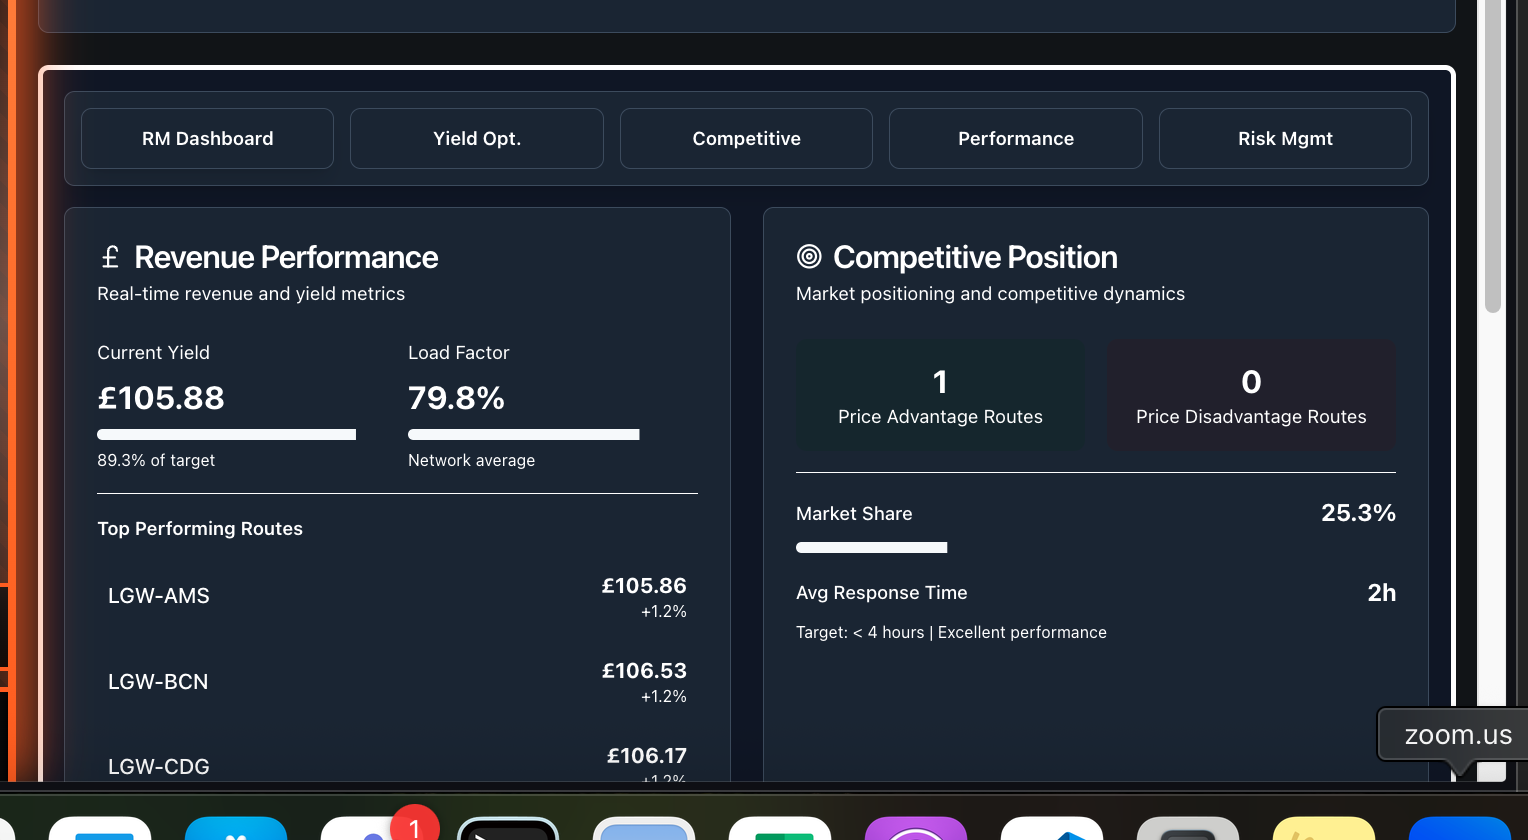 RM Dashboard
Yield Opt.
Competitive
Performance
Risk Mgmt
£ Revenue Performance
Real-time revenue and yield metrics
Current Yield
£105.88
89.3% of target
Load Factor
79.8%
Network average
Top Performing Routes
LGW-AMS
£105.86
+1.2%
LGW-BCN
£106.53
+1.2%
LGW-CDG
£106.17
+1.2%
Competitive Position
Market positioning and competitive dynamics
1
Price Advantage Routes
0
Price Disadvantage Routes
Market Share
25.3%
Avg Response Time
2h
Target: < 4 hours | Excellent performance
zoom.us
1